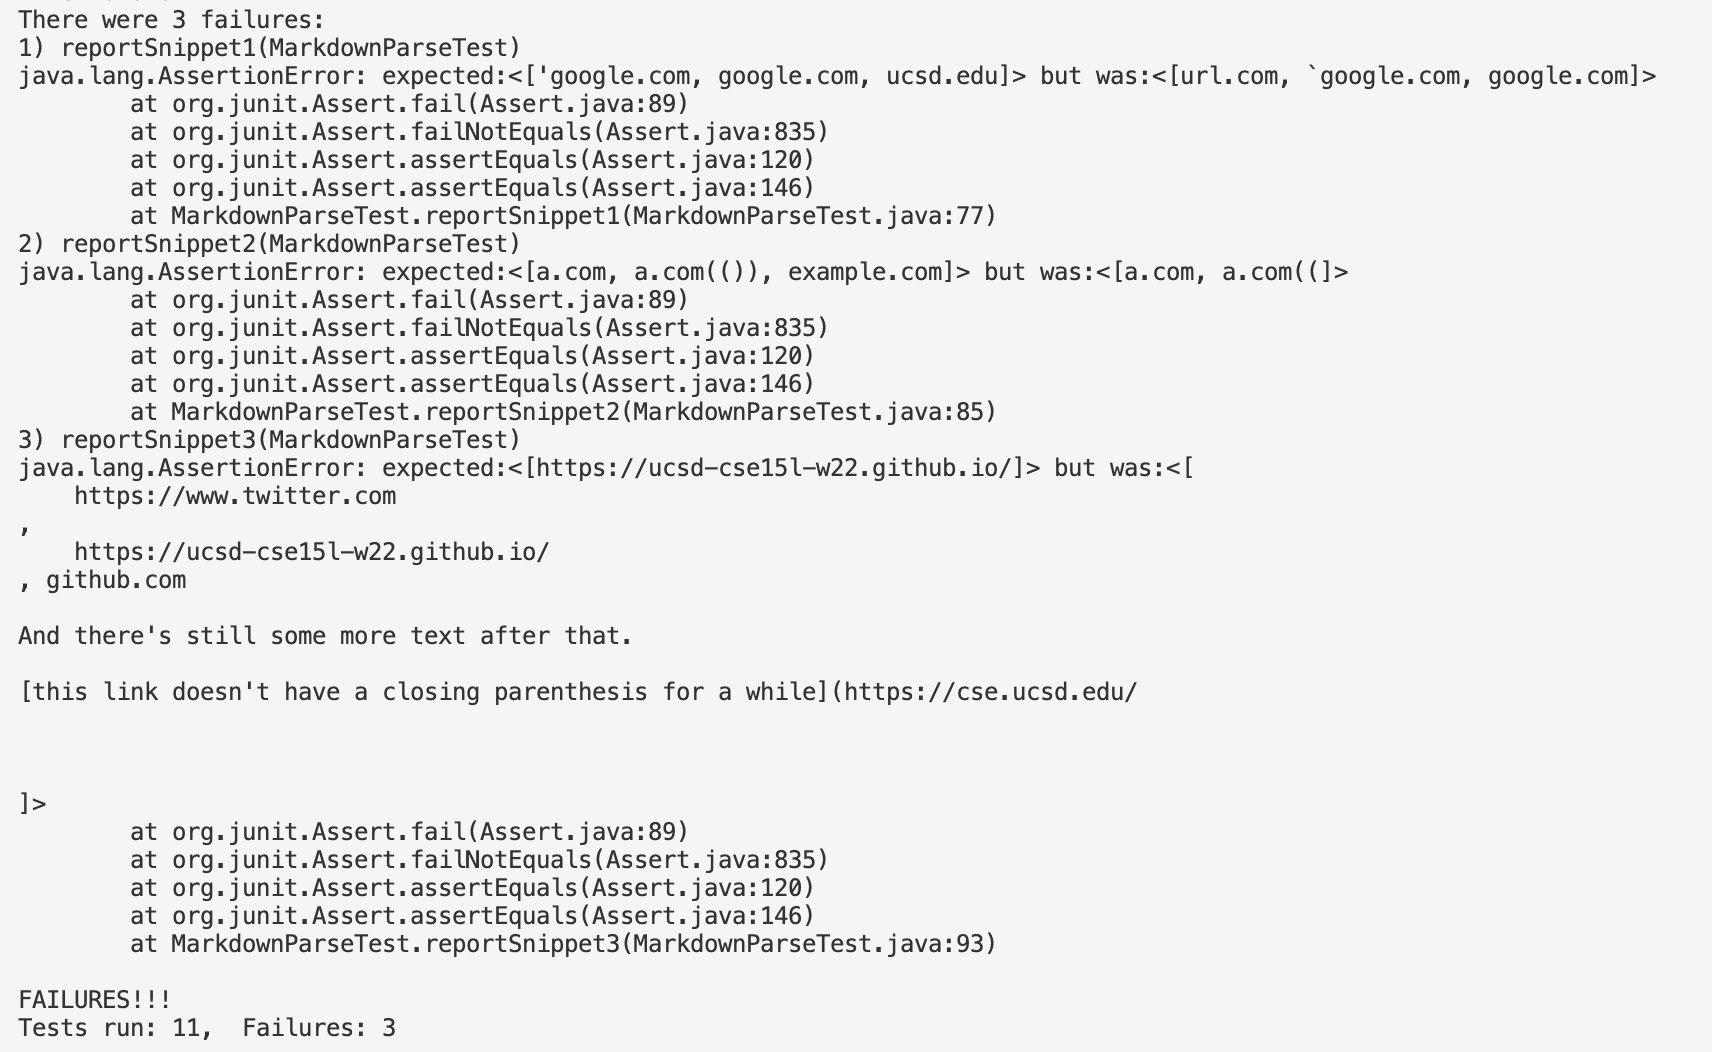 There were 3 failures:
1) reportSnippet1(MarkdownParseTest)
java.lang.AssertionError: expected:<['google.com, google.com, ucsd.edu]> but was:<[url.com, `google.com, google.com]>
        at org.junit.Assert.fail(Assert.java:89)
        at org.junit.Assert.failNotEquals(Assert.java:835)
        at org.junit.Assert.assertEquals(Assert.java:120)
        at org.junit.Assert.assertEquals(Assert.java:146)
        at MarkdownParseTest.reportSnippet1(MarkdownParseTest.java:77)
2) reportSnippet2(MarkdownParseTest)
java.lang.AssertionError: expected:<[a.com, a.com(()), example.com]> but was:<[a.com, a.com((]>
        at org.junit.Assert.fail(Assert.java:89)
        at org.junit.Assert.failNotEquals(Assert.java:835)
        at org.junit.Assert.assertEquals(Assert.java:120)
        at org.junit.Assert.assertEquals(Assert.java:146)
        at MarkdownParseTest.reportSnippet2(MarkdownParseTest.java:85)
3) reportSnippet3(MarkdownParseTest)
java.lang.AssertionError: expected:<[https://ucsd-cse15l-w22.github.io/]> but was:<[
    https://www.twitter.com
,
    https://ucsd-cse15l-w22.github.io/
, github.com

And there's still some more text after that.

[this link doesn't have a closing parenthesis for a while](https://cse.ucsd.edu/



]>
        at org.junit.Assert.fail(Assert.java:89)
        at org.junit.Assert.failNotEquals(Assert.java:835)
        at org.junit.Assert.assertEquals(Assert.java:120)
        at org.junit.Assert.assertEquals(Assert.java:146)
        at MarkdownParseTest.reportSnippet3(MarkdownParseTest.java:93)

FAILURES!!!
Tests run: 11,  Failures: 3